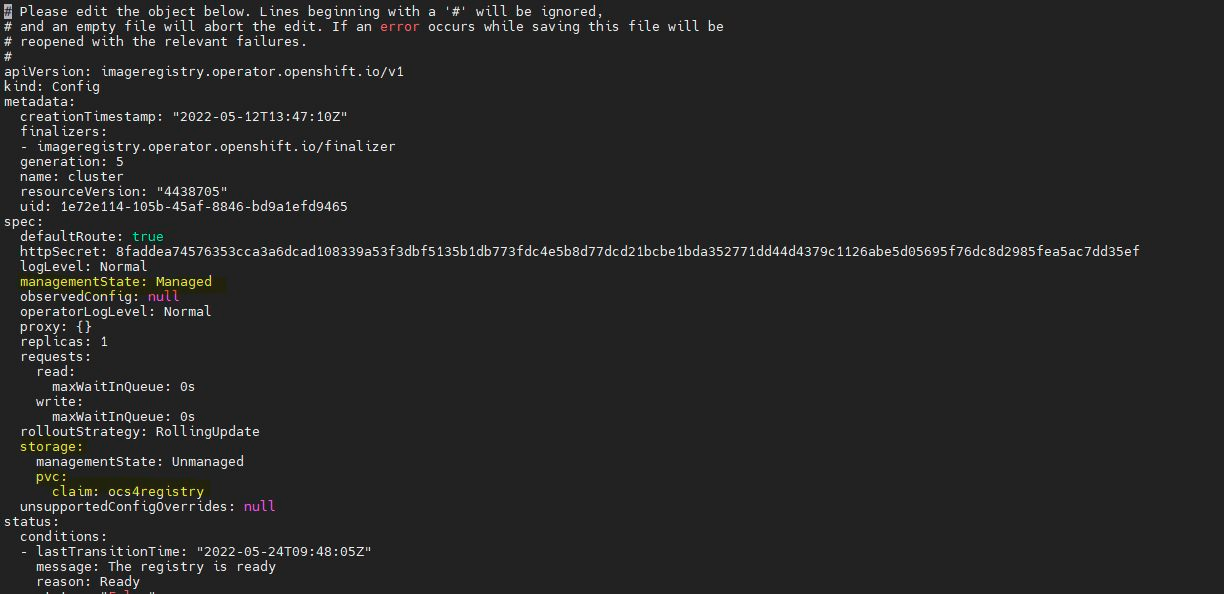 # Please edit the object below. Lines beginning with a '#' will be ignored,
# and an empty file will abort the edit. If an error occurs while saving this file will be
# reopened with the relevant failures.
#
apiVersion: imageregistry.operator.openshift.io/v1
kind: Config
metadata:
  creationTimestamp: "2022-05-12T13:47:10Z"
  finalizers:
  - imageregistry.operator.openshift.io/finalizer
  generation: 5
  name: cluster
  resourceVersion: "4438705"
  uid: 1e72e114-105b-45af-8846-bd9a1efd9465
spec:
  defaultRoute: true
  httpSecret: 8faddea74576353cca3a6dcad108339a53f3dbf5135b1db773fdc4e5b8d77dcd21bcbe1bda352771dd44d4379c1126abe5d05695f76dc8d2985fea5ac7dd35ef
  logLevel: Normal
  managementState: Managed
  observedConfig: null
  operatorLogLevel: Normal
  proxy: {}
  replicas: 1
  requests:
    read:
      maxWaitInQueue: 0s
    write:
      maxWaitInQueue: 0s
  rolloutStrategy: RollingUpdate
  storage:
    managementState: Unmanaged
    pvc:
      claim: ocs4registry
  unsupportedConfigOverrides: null
status:
  conditions:
  - lastTransitionTime: "2022-05-24T09:48:05Z"
    message: The registry is ready
    reason: Ready